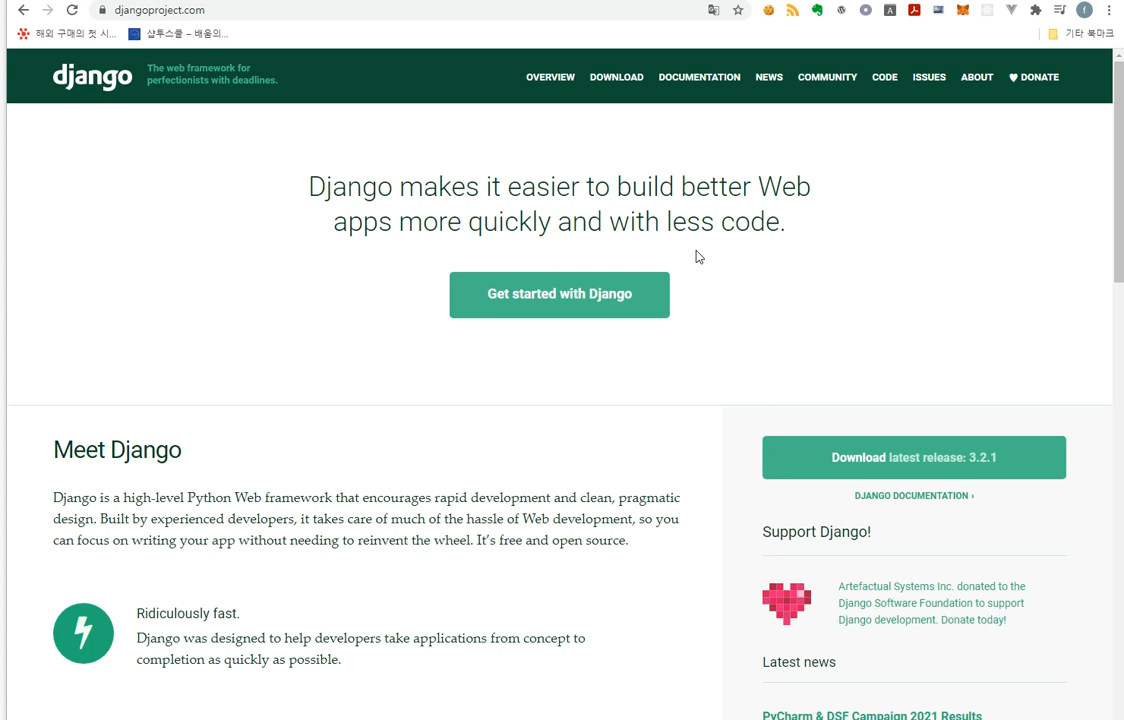 djangoproject.com
해외 구매의 첫 시...
샵투스쿨 – 배움의...
기타 북마크
django
The web framework for
perfectionists with deadlines.
OVERVIEW DOWNLOAD DOCUMENTATION NEWS COMMUNITY CODE ISSUES ABOUT ♥ DONATE
Django makes it easier to build better Web
apps more quickly and with less code.
Get started with Django
Meet Django
Django is a high-level Python Web framework that encourages rapid development and clean, pragmatic
design. Built by experienced developers, it takes care of much of the hassle of Web development, so you
can focus on writing your app without needing to reinvent the wheel. It’s free and open source.
Ridiculously fast.
Django was designed to help developers take applications from concept to
completion as quickly as possible.
Download latest release: 3.2.1
DJANGO DOCUMENTATION ›
Support Django!
Artefactual Systems Inc. donated to the
Django Software Foundation to support
Django development. Donate today!
Latest news
PyCharm & DSF Campaign 2021 Results